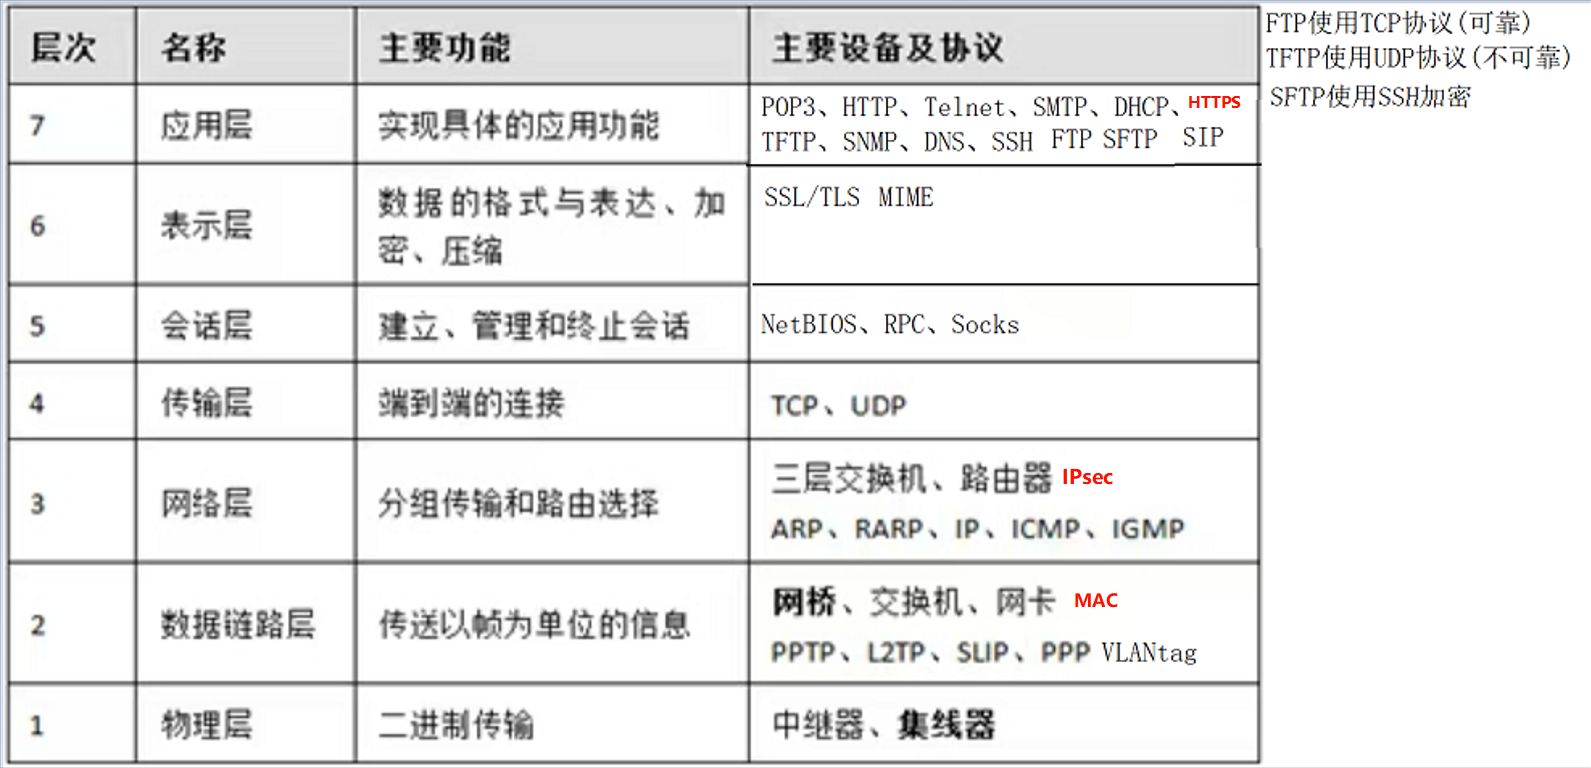 层次 名称 主要功能 主要设备及协议
7 应用层 实现具体的应用功能 POP3、HTTP、Telnet、SMTP、DHCP、HTTPS
TFTP、SNMP、DNS、SSH FTP SFTP SIP
6 表示层 数据的格式与表达、加
密、压缩
SSL/TLS MIME
5 会话层 建立、管理和终止会话 NetBIOS、RPC、Socks
4 传输层 端到端的连接 TCP、UDP
3 网络层 分组传输和路由选择 三层交换机、路由器 IPsec
ARP、RARP、IP、ICMP、IGMP
2 数据链路层 传送以帧为单位的信息 网桥、交换机、网卡 MAC
PPTP、L2TP、SLIP、PPP VLANtag
1 物理层 二进制传输 中继器、集线器
FTP使用TCP协议(可靠)
TFTP使用UDP协议(不可靠)
SFTP使用SSH加密